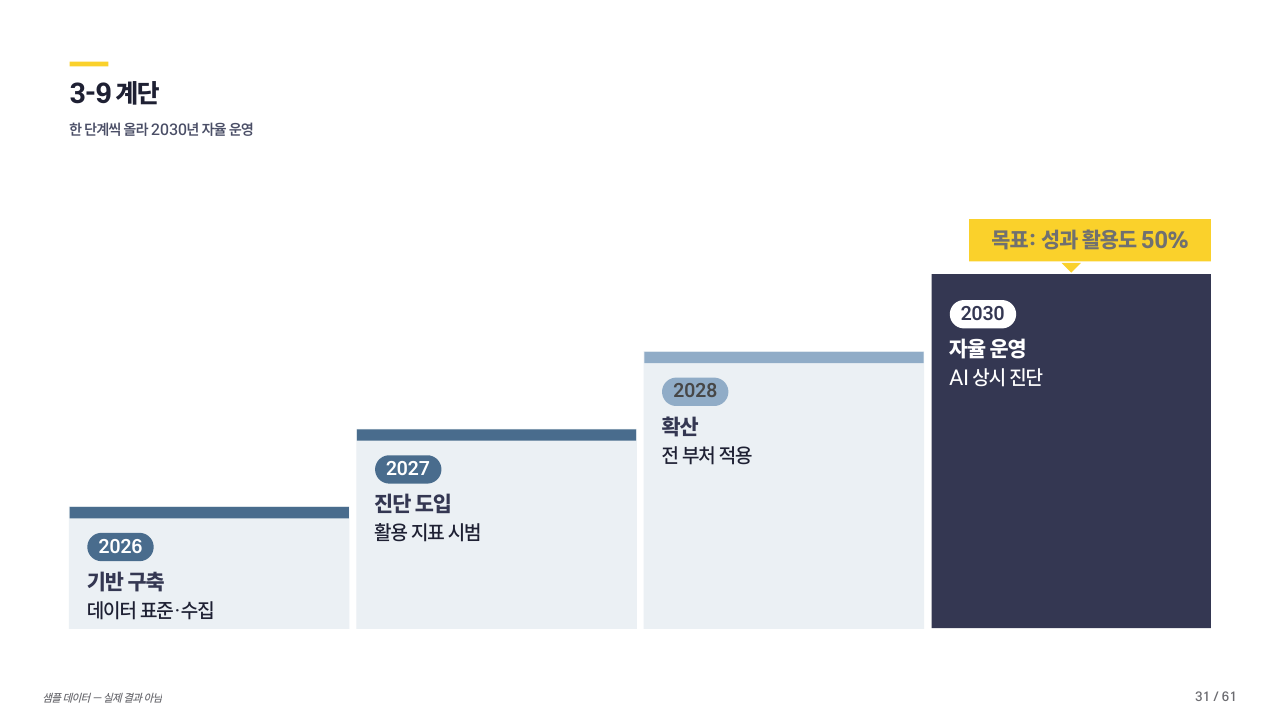 3-9 계단
한 단계씩 올라 2030년 자율 운영
목표: 성과 활용도 50%
2026
기반 구축
데이터 표준·수집
2027
진단 도입
활용 지표 시범
2028
확산
전 부처 적용
2030
자율 운영
AI 상시 진단
샘플 데이터 — 실제 결과 아님
31 / 61